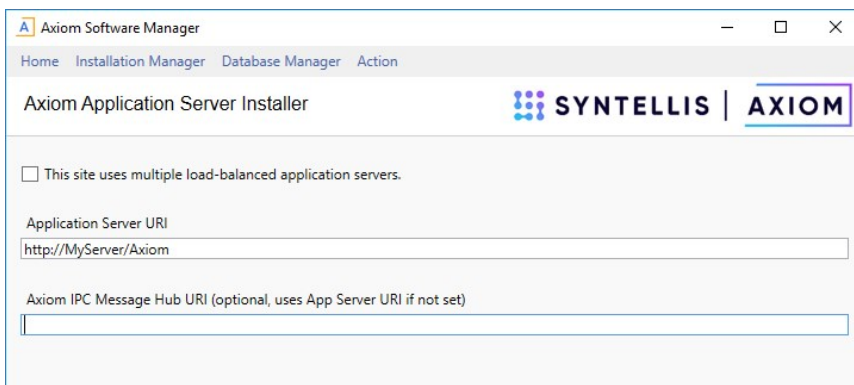 A Axiom Software Manager
Home Installation Manager Database Manager Action
Axiom Application Server Installer
SYNTELLIS | AXIOM
This site uses multiple load-balanced application servers.
Application Server URI
http://MyServer/Axiom
Axiom IPC Message Hub URI (optional, uses App Server URI if not set)